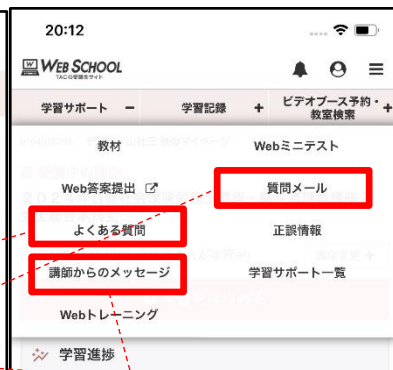 20:12
WEB SCHOOL
TACの受講生サイト
学習サポート － 学習記録 ＋ ビデオブース予約・教室検索 ＋
教材 Webミニテスト
Web答案提出 質問メール
よくある質問 正誤情報
講師からのメッセージ 学習サポート一覧
Webトレーニング
学習進捗